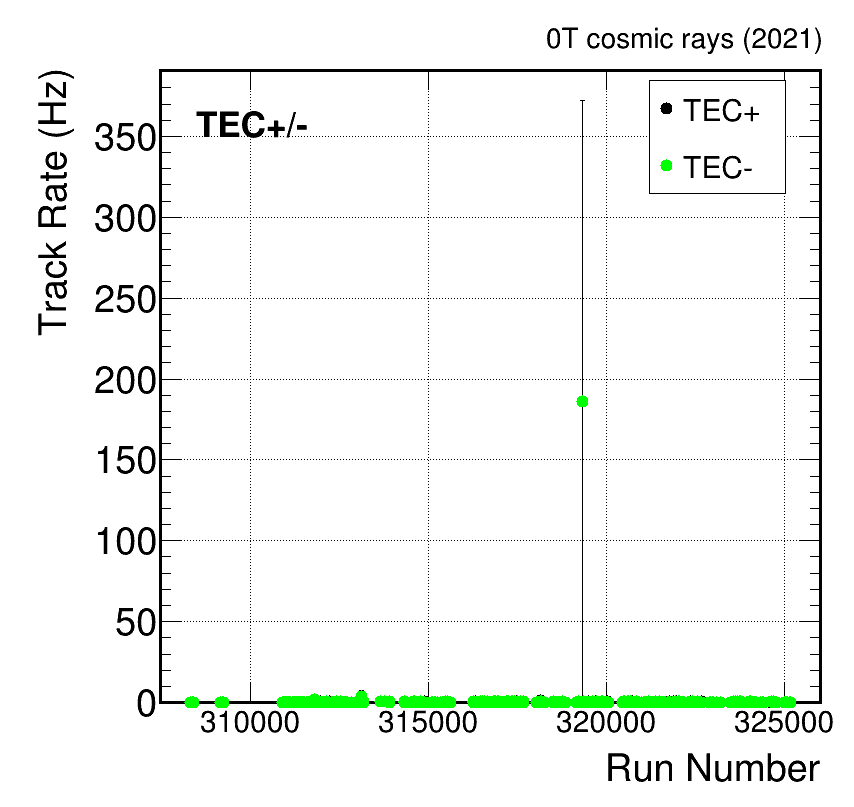 0T cosmic rays (2021)
Track Rate (Hz)
TEC+/-
TEC+
TEC-
350
300
250
200
150
100
50
0
310000 315000 320000 325000
Run Number